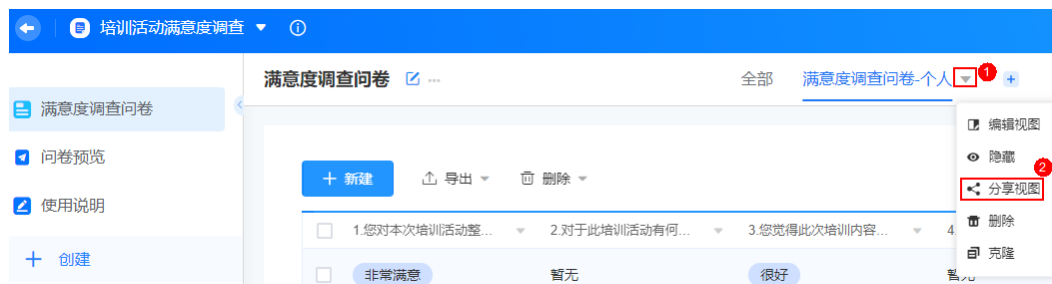 培训活动满意度调查
满意度调查问卷 ... 全部 满意度调查问卷-个人 1
满意度调查问卷
编辑视图
问卷预览
隐藏
2
新建 导出 删除
分享视图
使用说明
删除
1.您对本次培训活动整... 2.对于此培训活动有何... 3.您觉得此次培训内容... 4
创建
克隆
非常满意 暂无 很好